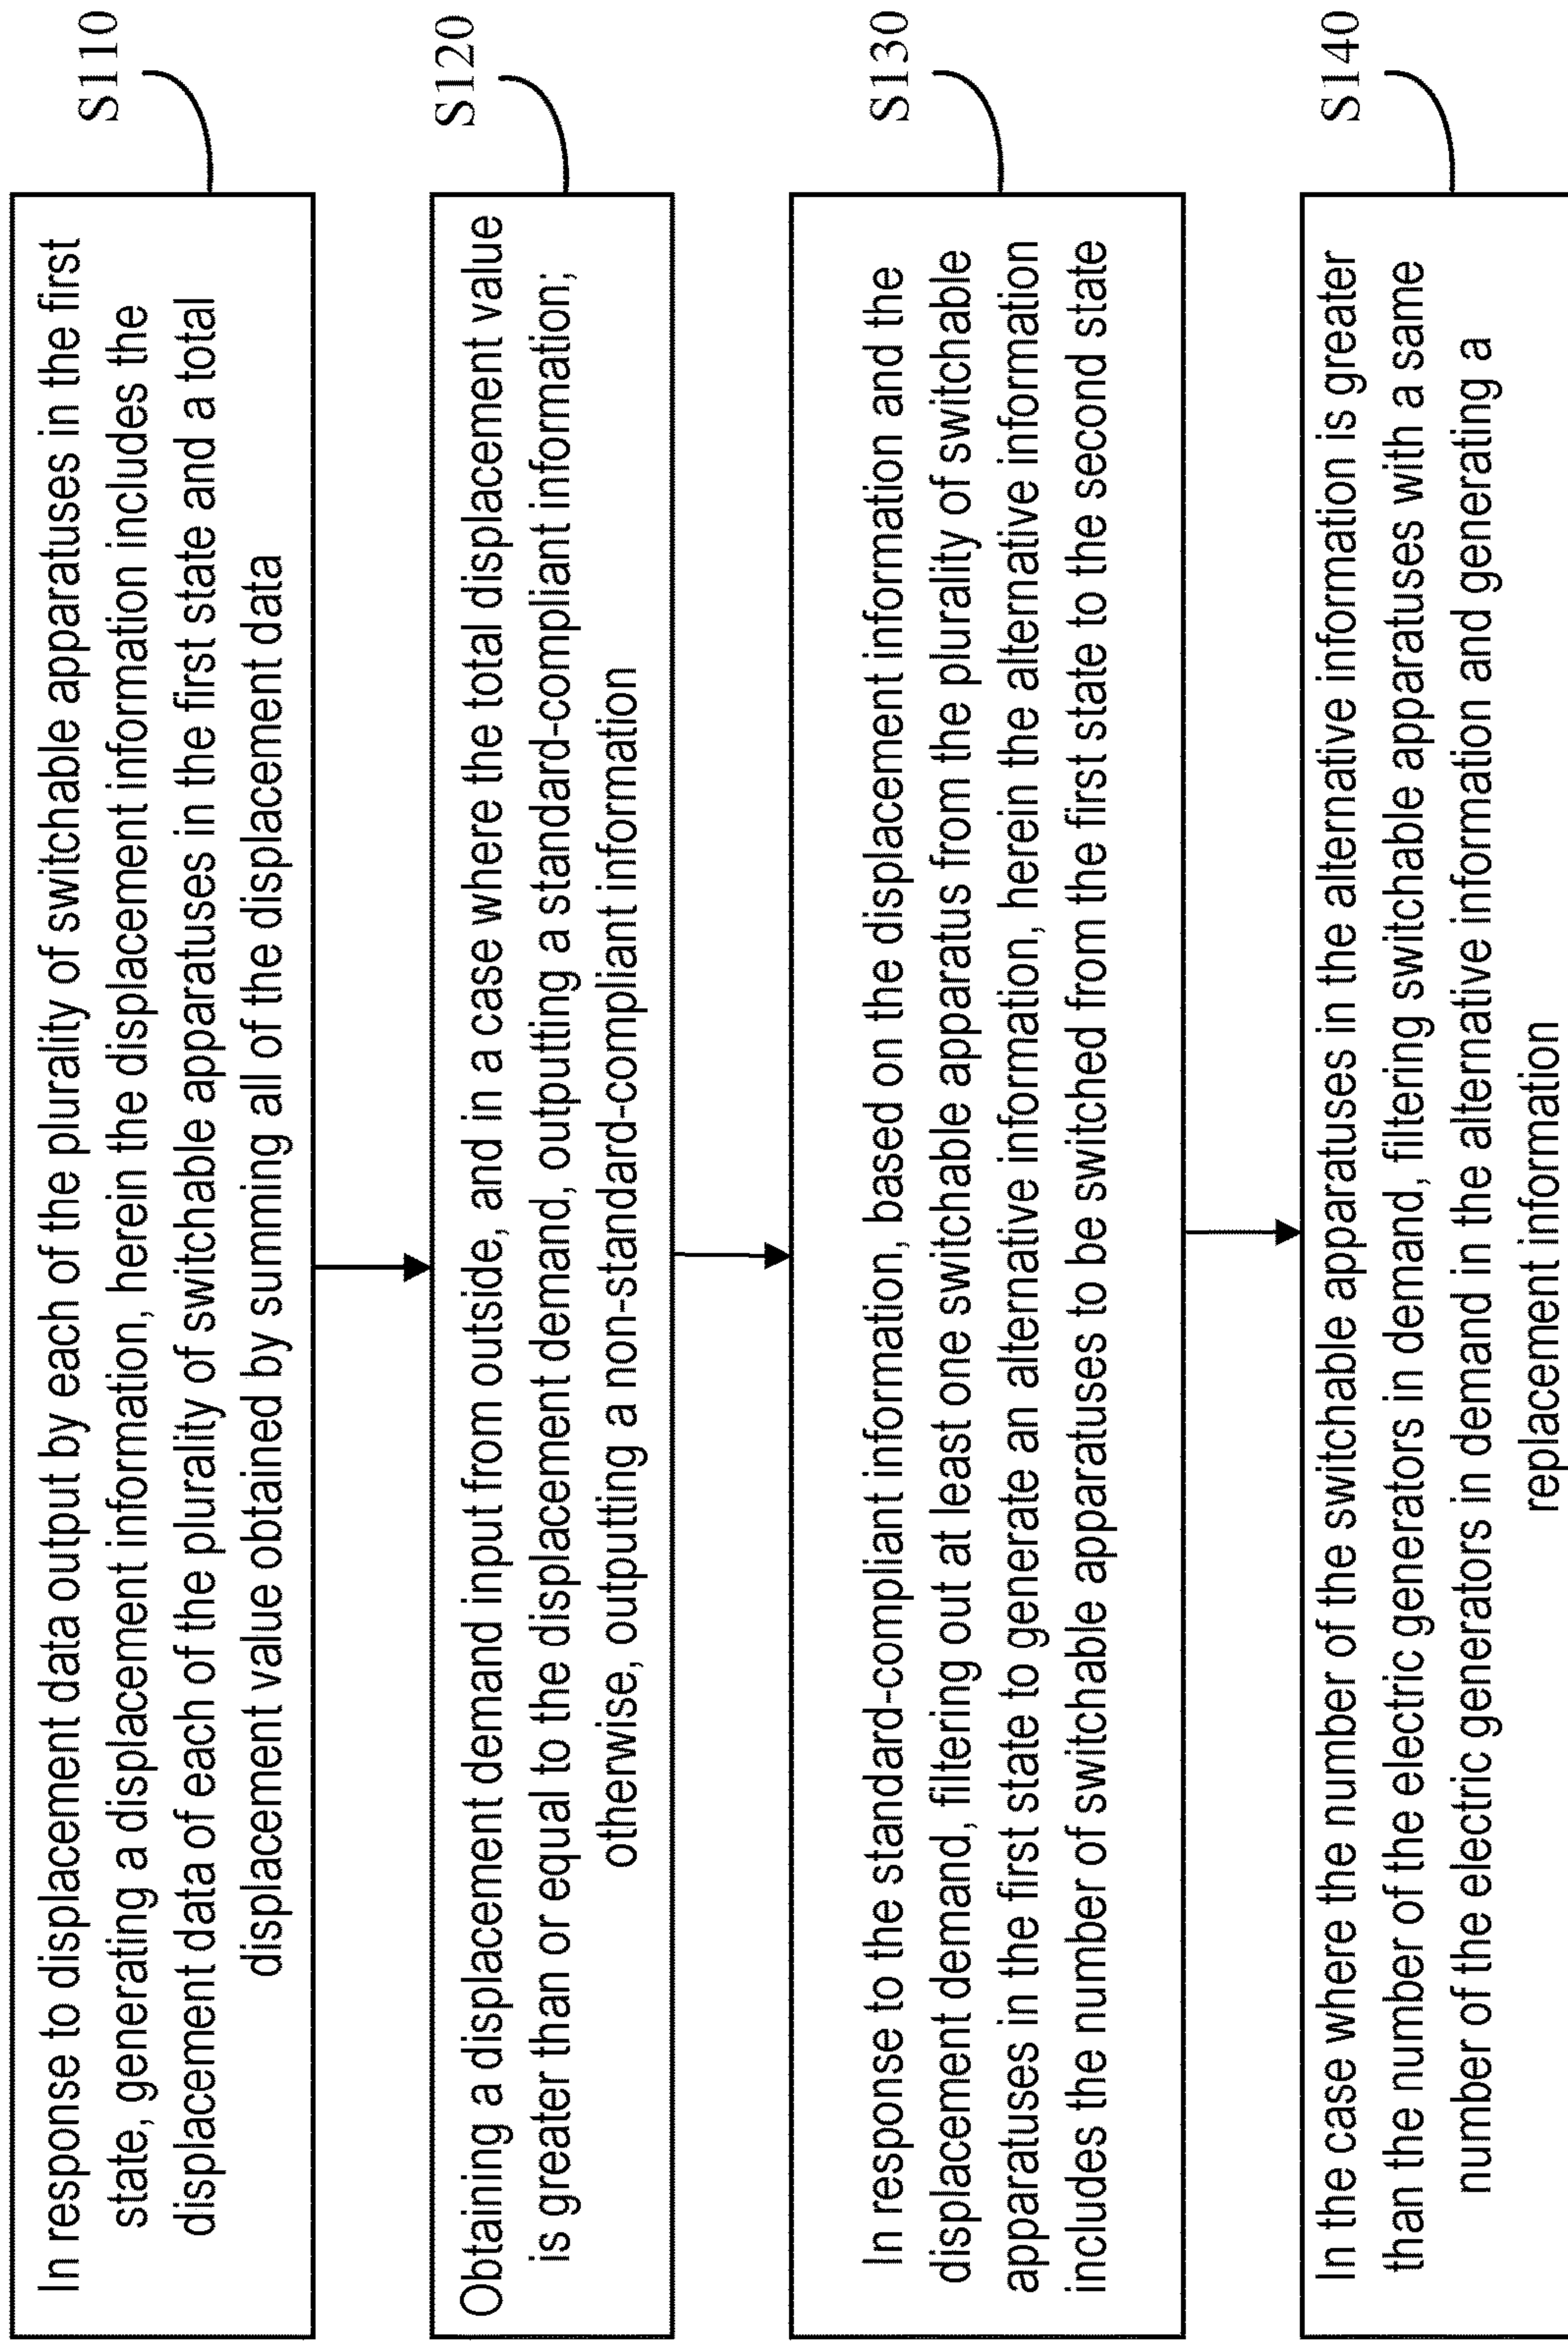 In response to displacement data output by each of the plurality of switchable apparatuses in the first
state, generating a displacement information, herein the displacement information includes the
displacement data of each of the plurality of switchable apparatuses in the first state and a total
displacement value obtained by summing all of the displacement data
S110
Obtaining a displacement demand input from outside, and in a case where the total displacement value
is greater than or equal to the displacement demand, outputting a standard-compliant information;
otherwise, outputting a non-standard-compliant information
S120
In response to the standard-compliant information, based on the displacement information and the
displacement demand, filtering out at least one switchable apparatus from the plurality of switchable
apparatuses in the first state to generate an alternative information, herein the alternative information
includes the number of switchable apparatuses to be switched from the first state to the second state
S130
In the case where the number of the switchable apparatuses in the alternative information is greater
than the number of the electric generators in demand, filtering switchable apparatuses with a same
number of the electric generators in demand in the alternative information and generating a
replacement information
S140